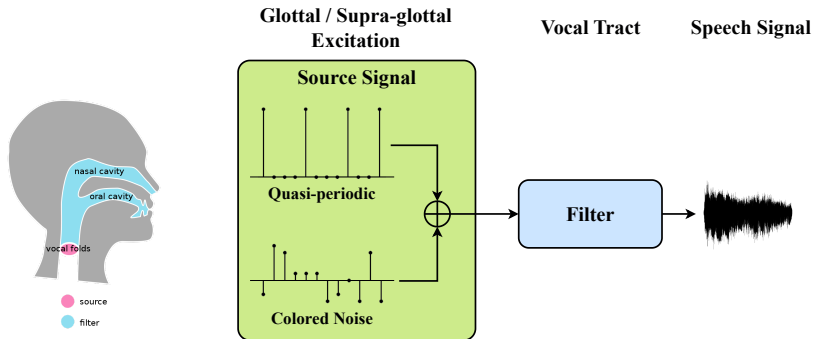 Glottal / Supra-glottal
Excitation
Vocal Tract
Speech Signal
Source Signal
nasal cavity
oral cavity
Quasi-periodic
Filter
vocal folds
source
filter
Colored Noise